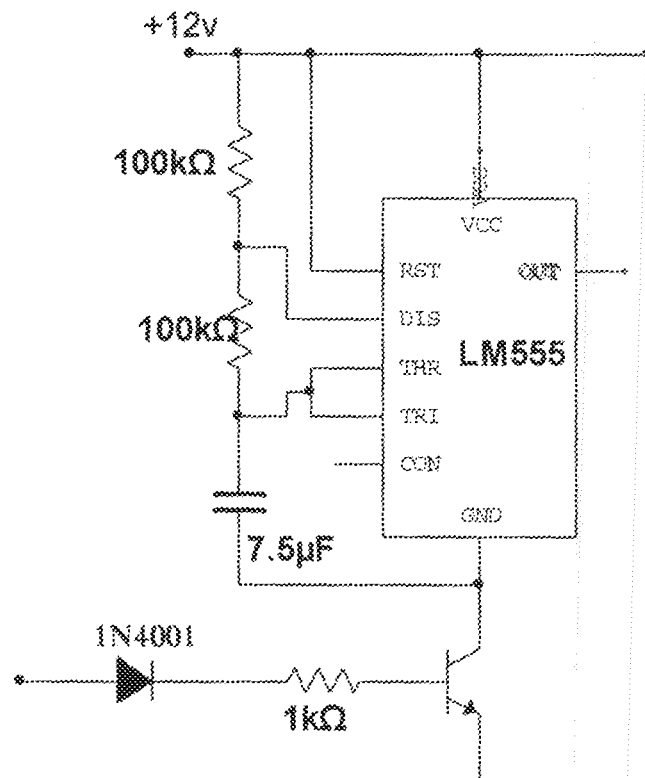 +12v
100kΩ
VCC
RST
OUT
DIS
100kΩ
LM555
THR
TRI
CON
GND
7.5µF
1N4001
1kΩ